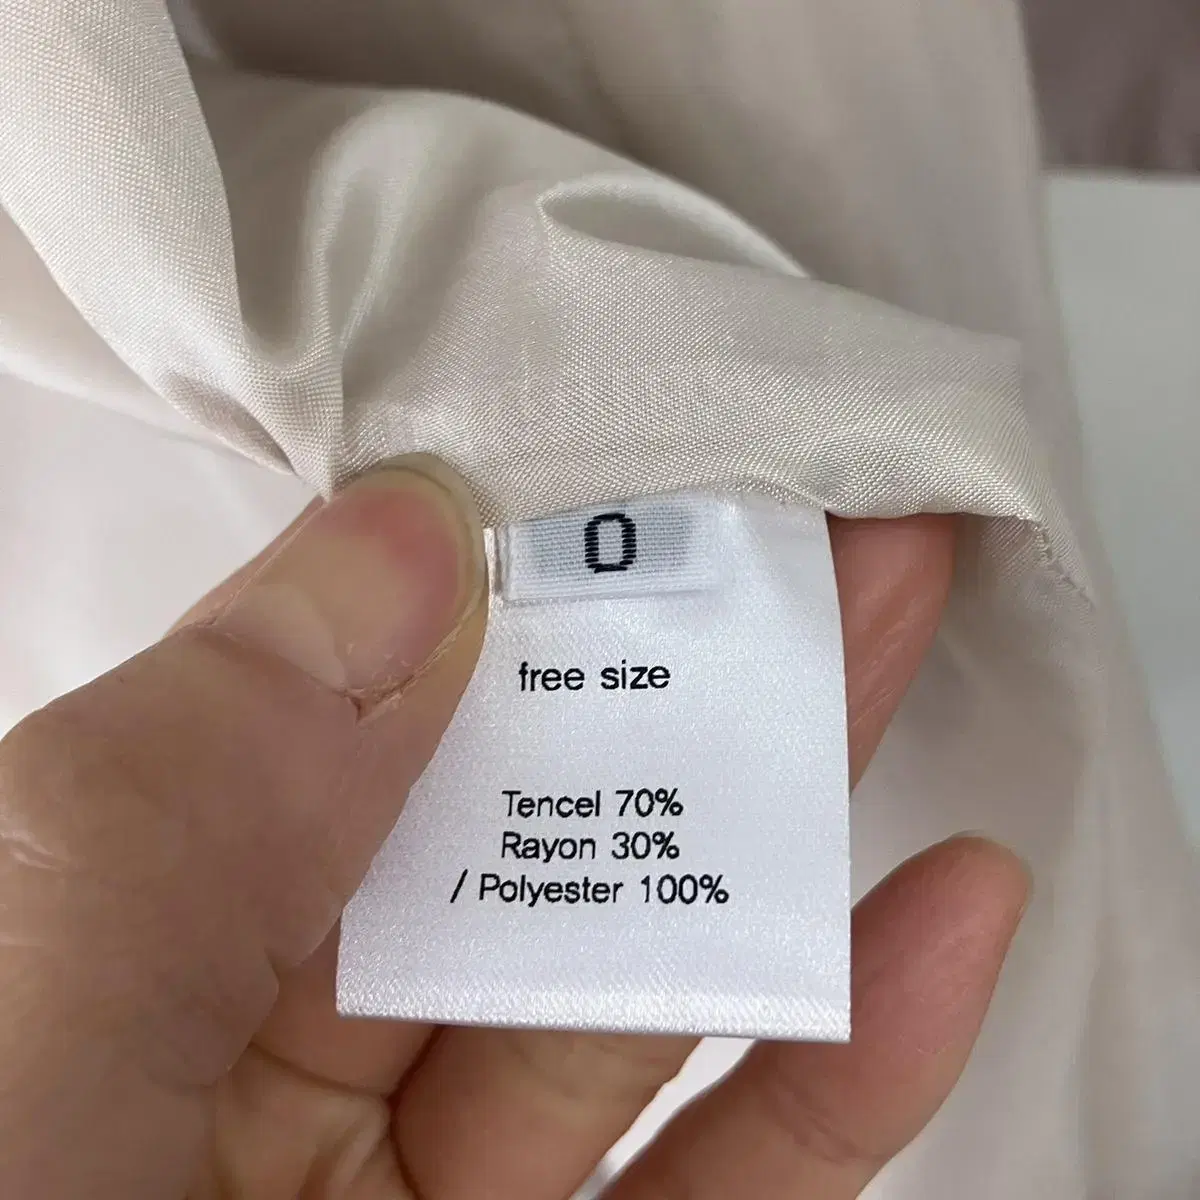 0
free size
Tencel 70%
Rayon 30%
/ Polyester 100%